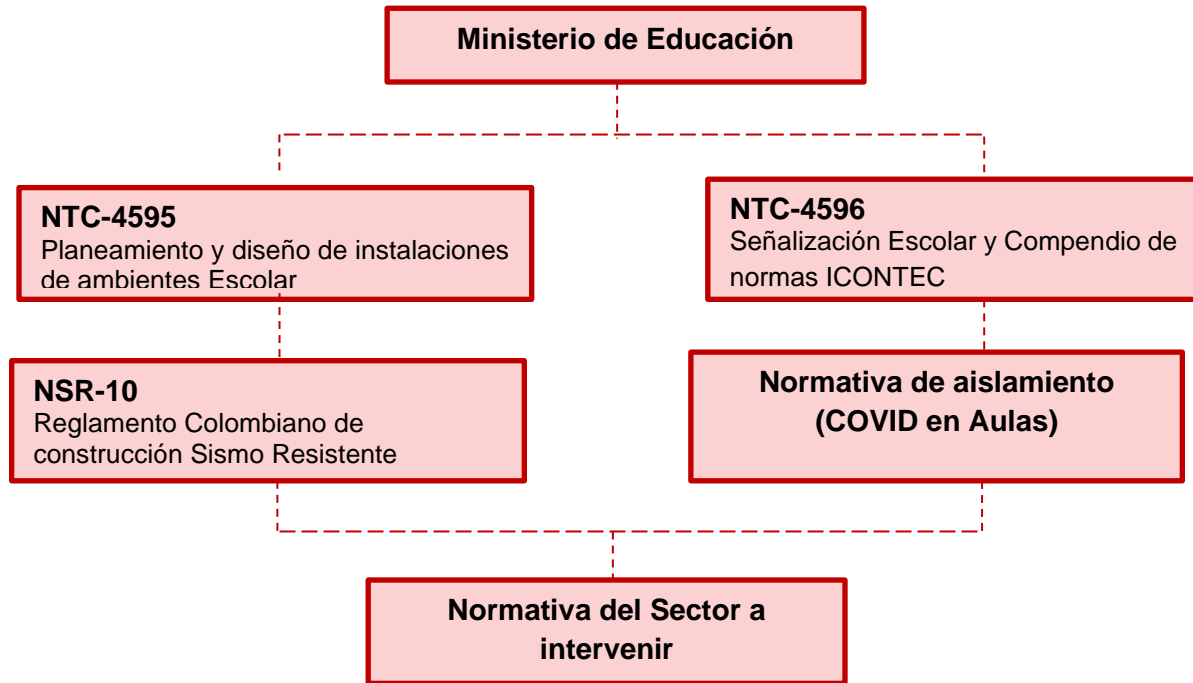 Ministerio de Educación
NTC-4595
Planeamiento y diseño de instalaciones
de ambientes Escolar
NTC-4596
Señalización Escolar y Compendio de
normas ICONTEC
NSR-10
Reglamento Colombiano de
construcción Sismo Resistente
Normativa de aislamiento
(COVID en Aulas)
Normativa del Sector a
intervenir